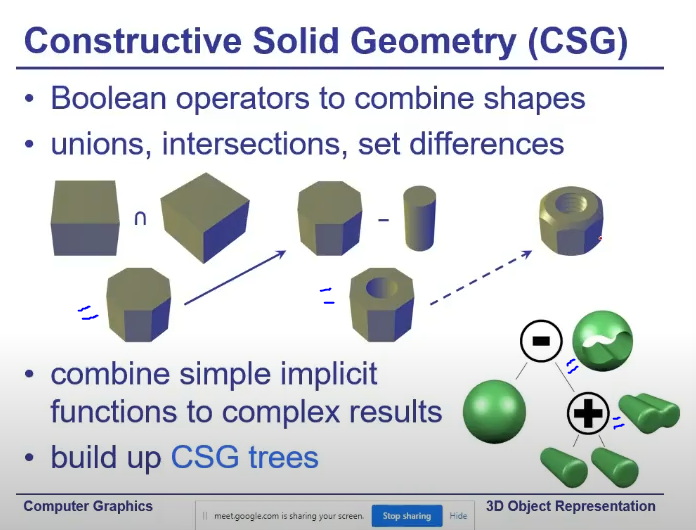 Constructive Solid Geometry (CSG)
• Boolean operators to combine shapes
• unions, intersections, set differences
∩
−
=
=
-
+
=
=
• combine simple implicit
functions to complex results
• build up CSG trees
Computer Graphics
meet.google.com is sharing your screen.
Stop sharing
Hide
3D Object Representation